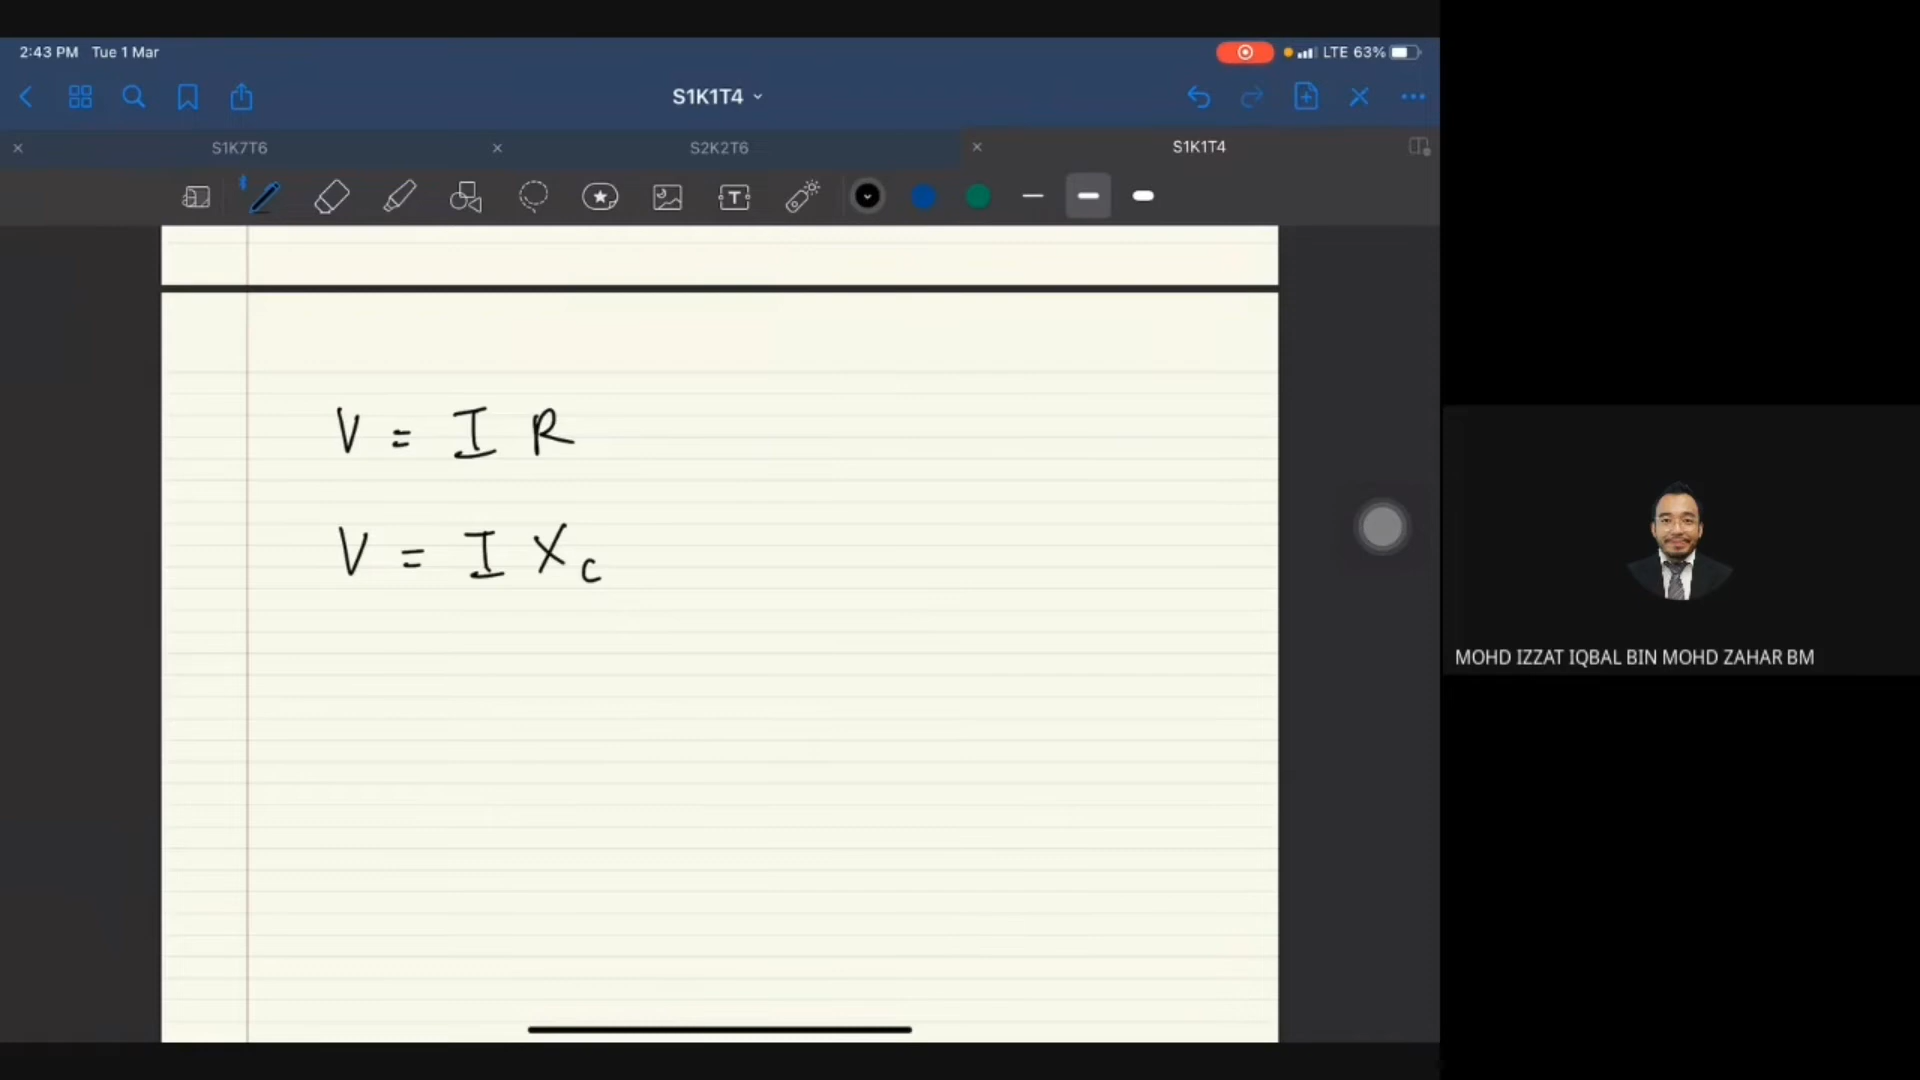 2:43 PM Tue 1 Mar
LTE 63%
S1K1T4
S1K7T6
S2K2T6
S1K1T4
T
V = I R
V = I Xc
MOHD IZZAT IQBAL BIN MOHD ZAHAR BM